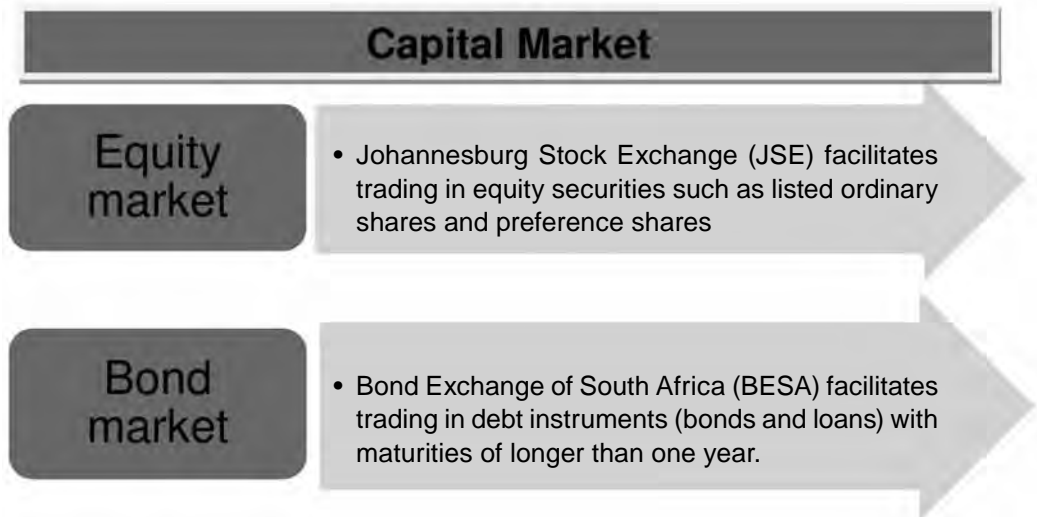 Capital Market
Equity
market
• Johannesburg Stock Exchange (JSE) facilitates
trading in equity securities such as listed ordinary
shares and preference shares
Bond
market
• Bond Exchange of South Africa (BESA) facilitates
trading in debt instruments (bonds and loans) with
maturities of longer than one year.